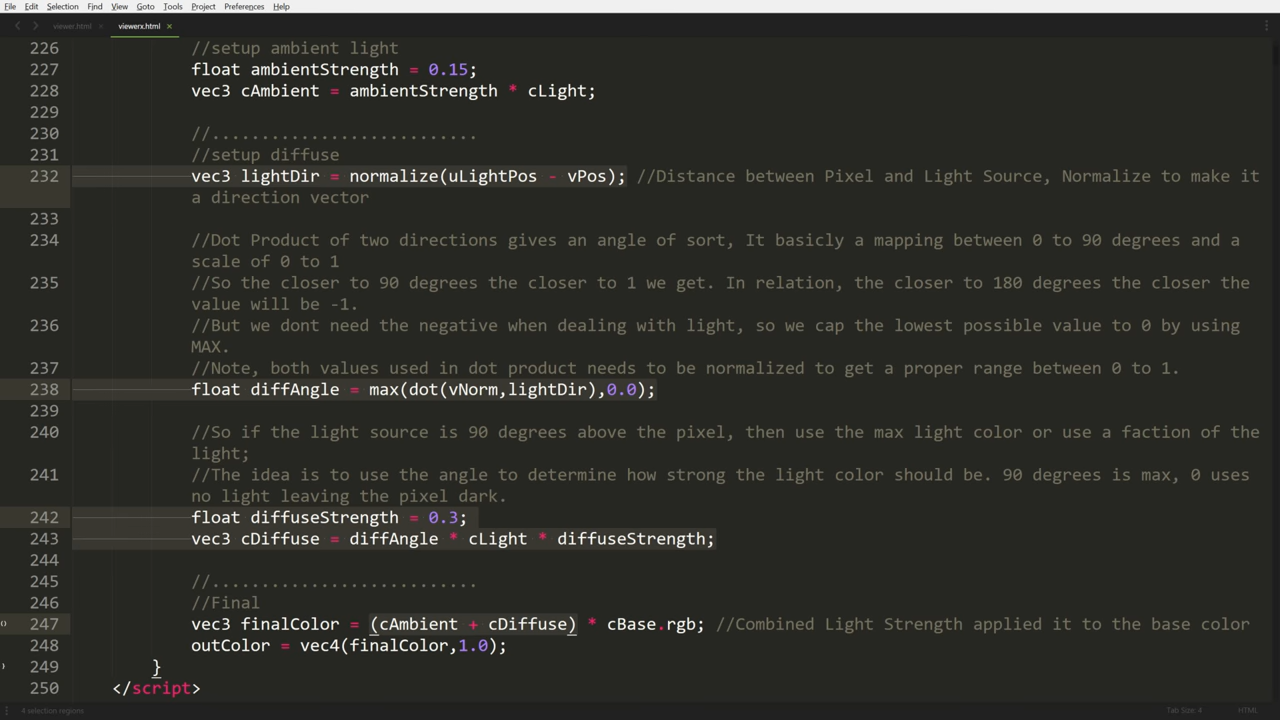 File Edit Selection Find View Goto Tools Project Preferences Help
viewer.html × viewerx.html ×
226 //setup ambient light
227 float ambientStrength = 0.15;
228 vec3 cAmbient = ambientStrength * cLight;
229
230 //...........................
231 //setup diffuse
232 vec3 lightDir = normalize(uLightPos - vPos); //Distance between Pixel and Light Source, Normalize to make it
a direction vector
233
234 //Dot Product of two directions gives an angle of sort, It basicly a mapping between 0 to 90 degrees and a
scale of 0 to 1
235 //So the closer to 90 degrees the closer to 1 we get. In relation, the closer to 180 degrees the closer the
value will be -1.
236 //But we dont need the negative when dealing with light, so we cap the lowest possible value to 0 by using
MAX.
237 //Note, both values used in dot product needs to be normalized to get a proper range between 0 to 1.
238 float diffAngle = max(dot(vNorm,lightDir),0.0);
239
240 //So if the light source is 90 degrees above the pixel, then use the max light color or use a faction of the
light;
241 //The idea is to use the angle to determine how strong the light color should be. 90 degrees is max, 0 uses
no light leaving the pixel dark.
242 float diffuseStrength = 0.3;
243 vec3 cDiffuse = diffAngle * cLight * diffuseStrength;
244
245 //...........................
246 //Final
247 vec3 finalColor = (cAmbient + cDiffuse) * cBase.rgb; //Combined Light Strength applied it to the base color
248 outColor = vec4(finalColor,1.0);
249 }
250 </script>
4 selection regions Tab Size: 4 HTML